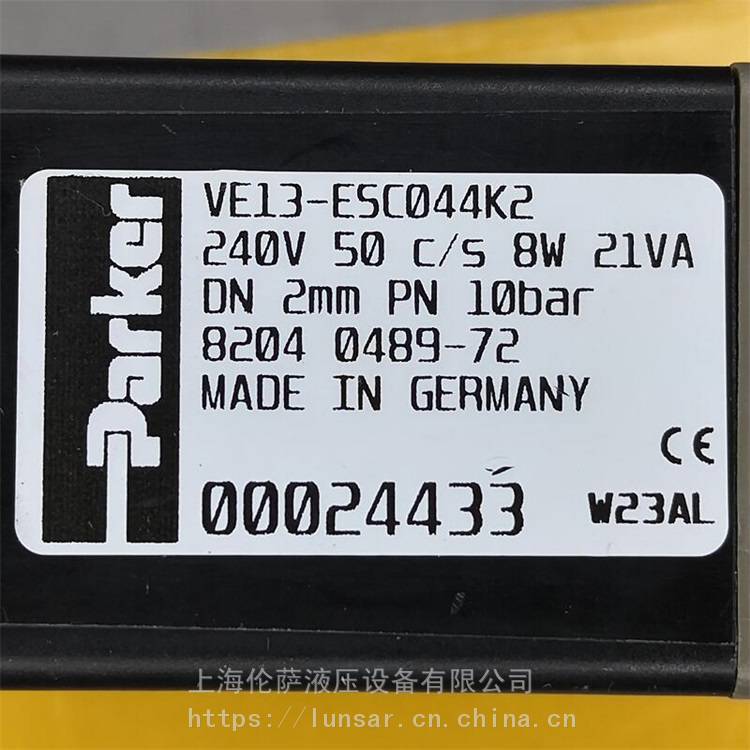 Parker
VE13-ESC044K2
240V 50 c/s 8W 21VA
DN 2mm PN 10bar
8204 0489-72
MADE IN GERMANY
CE
00024433
W23AL
上海伦萨液压设备有限公司
https://lunsar.cn.china.cn/